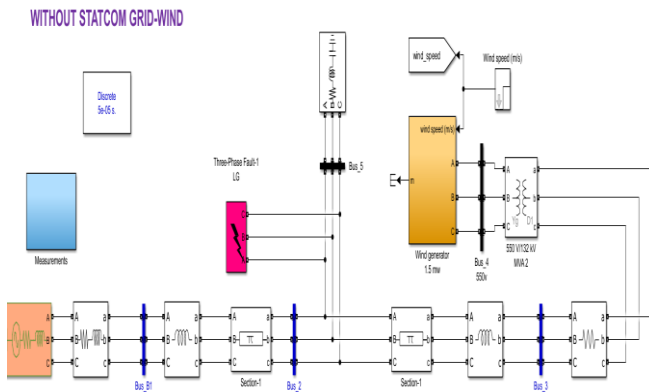 WITHOUT STATCOM GRID-WIND
Discrete
5e-05 s.
Measurements
Three-Phase Fault-1
LG
C
B
A
A
B
C
Bus_5
wind_speed
Wind speed (m/s)
wind speed (m/s)
m
A
B
C
Wind generator
1.5 mw
Bus_4
550v
A
B
C
a
b
c
Yg
D1
550 V/132 kV
MVA 2
a
b
c
A
B
C
a
b
c
Bus_B1
A
B
C
a
b
c
A
B
C
a
b
c
Section-1
Bus_2
A
B
C
a
b
c
Section-1
A
B
C
a
b
c
Bus_3
A
B
C
a
b
c